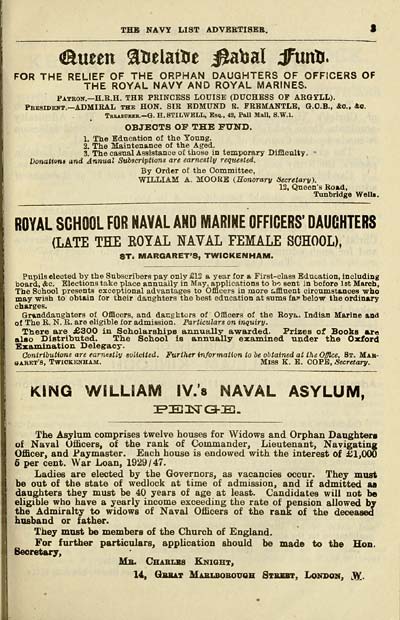 THE NAVY LIST ADVERTISER. 3
Queen Adelaide Naval Fund.
FOR THE RELIEF OF THE ORPHAN DAUGHTERS OF OFFICERS OF
THE ROYAL NAVY AND ROYAL MARINES.
PATRON.—H.R.H. THE PRINCESS LOUISE (DUCHESS OF ARGYLL).
PRESIDENT.—ADMIRAL THE HON. SIR EDMUND R. FREMANTLE, G.C.B., &c., &c.
TREASURER.—G. H. STILWELL, ESQ., 42, Pall Mall, S.W.1.
OBJECTS OF THE FUND.
1. The Education of the Young.
2. The Maintenance of the Aged.
3. The casual Assistance of those in temporary Difficulty.
Donations and Annual Subscriptions are earnestly requested.
By Order of the Committee,
WILLIAM A. MOORE (Honorary Secretary),
12, Queen's Road,
Tunbridge Wells.
ROYAL SCHOOL FOR NAVAL AND MARINE OFFICERS' DAUGHTERS
(LATE THE ROYAL NAVAL FEMALE SCHOOL),
ST. MARGARET'S, TWICKENHAM.
Pupils elected by the Subscribers pay only £12 a year for a First-class Education, including
board, &c. Elections take place annually in May, applications to be sent in before 1st March.
The School presents exceptional advantages to Officers in more affluent circumstances who
may wish to obtain for their daughters the best education at sums far below the ordinary
charges.
Granddaughters of Officers, and daughters of Officers of the Roya. Indian Marine and
of The R. N. R. are eligible for admission. Particulars on inquiry.
There are £300 in Scholarships annually awarded. Prizes of Books are
also Distributed. The School is annually examined under the Oxford
Examination Delegacy.
Contributions are earnestly solicited. Further information to be obtained at the Office, ST. MAR-
GARET'S, TWICKENHAM. MISS K. E. COPE, Secretary.
KING WILLIAM IV.'s NAVAL ASYLUM,
PENGE.
The Asylum comprises twelve houses for Widows and Orphan Daughters
of Naval Officers, of the rank of Commander, Lieutenant, Navigating
Officer, and Paymaster. Each house is endowed with the interest of £1,000
5 per cent. War Loan, 1929/47.
Ladies are elected by the Governors, as vacancies occur. They must
be out of the state of wedlock at time of admission, and if admitted as
daughters they must be 40 years of age at least. Candidates will not be
eligible who have a yearly income exceeding the rate of pension allowed by
the Admiralty to widows of Naval Officers of the rank of the deceased
husband or father.
They must be members of the Church of England.
For further particulars, application should be made to the Hon.
Secretary,
MR. CHARLES KNIGHT,
14, GREAT MARLBOROUGH STREET, LONDON, W.